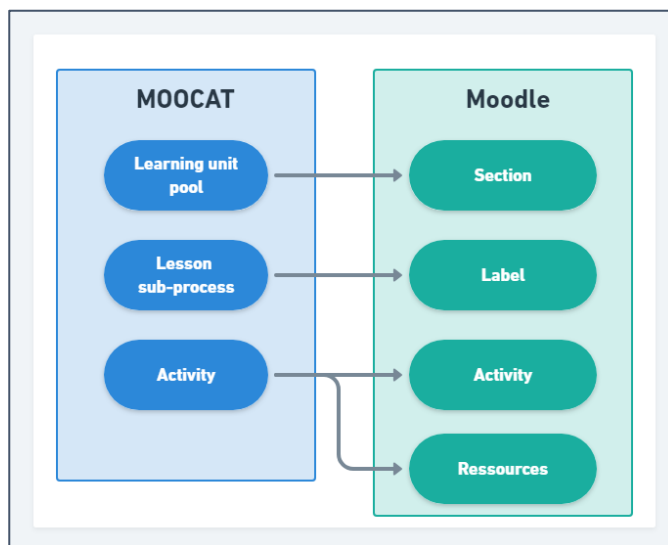 MOOCAT
Moodle
Learning unit
pool
Section
Lesson
sub-process
Label
Activity
Activity
Ressources